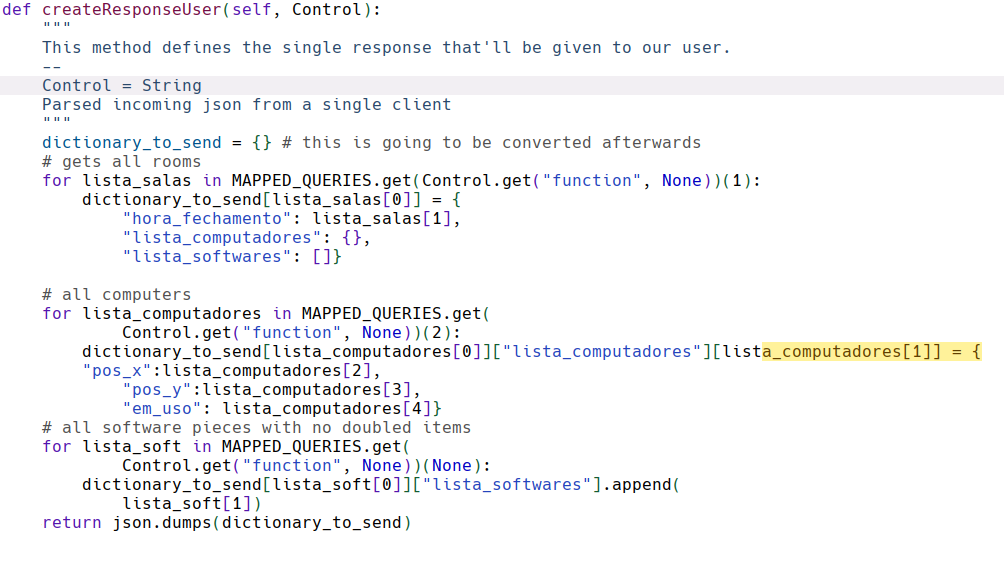 def createResponseUser(self, Control):
    """
    This method defines the single response that'll be given to our user.
    --
    Control = String
    Parsed incoming json from a single client
    """
    dictionary_to_send = {} # this is going to be converted afterwards
    # gets all rooms
    for lista_salas in MAPPED_QUERIES.get(Control.get("function", None))(1):
        dictionary_to_send[lista_salas[0]] = {
            "hora_fechamento": lista_salas[1],
            "lista_computadores": {},
            "lista_softwares": []}

    # all computers
    for lista_computadores in MAPPED_QUERIES.get(
            Control.get("function", None))(2):
        dictionary_to_send[lista_computadores[0]]["lista_computadores"][lista_computadores[1]] = {
        "pos_x":lista_computadores[2],
            "pos_y":lista_computadores[3],
            "em_uso": lista_computadores[4]}
    # all software pieces with no doubled items
    for lista_soft in MAPPED_QUERIES.get(
            Control.get("function", None))(None):
        dictionary_to_send[lista_soft[0]]["lista_softwares"].append(
            lista_soft[1])
    return json.dumps(dictionary_to_send)